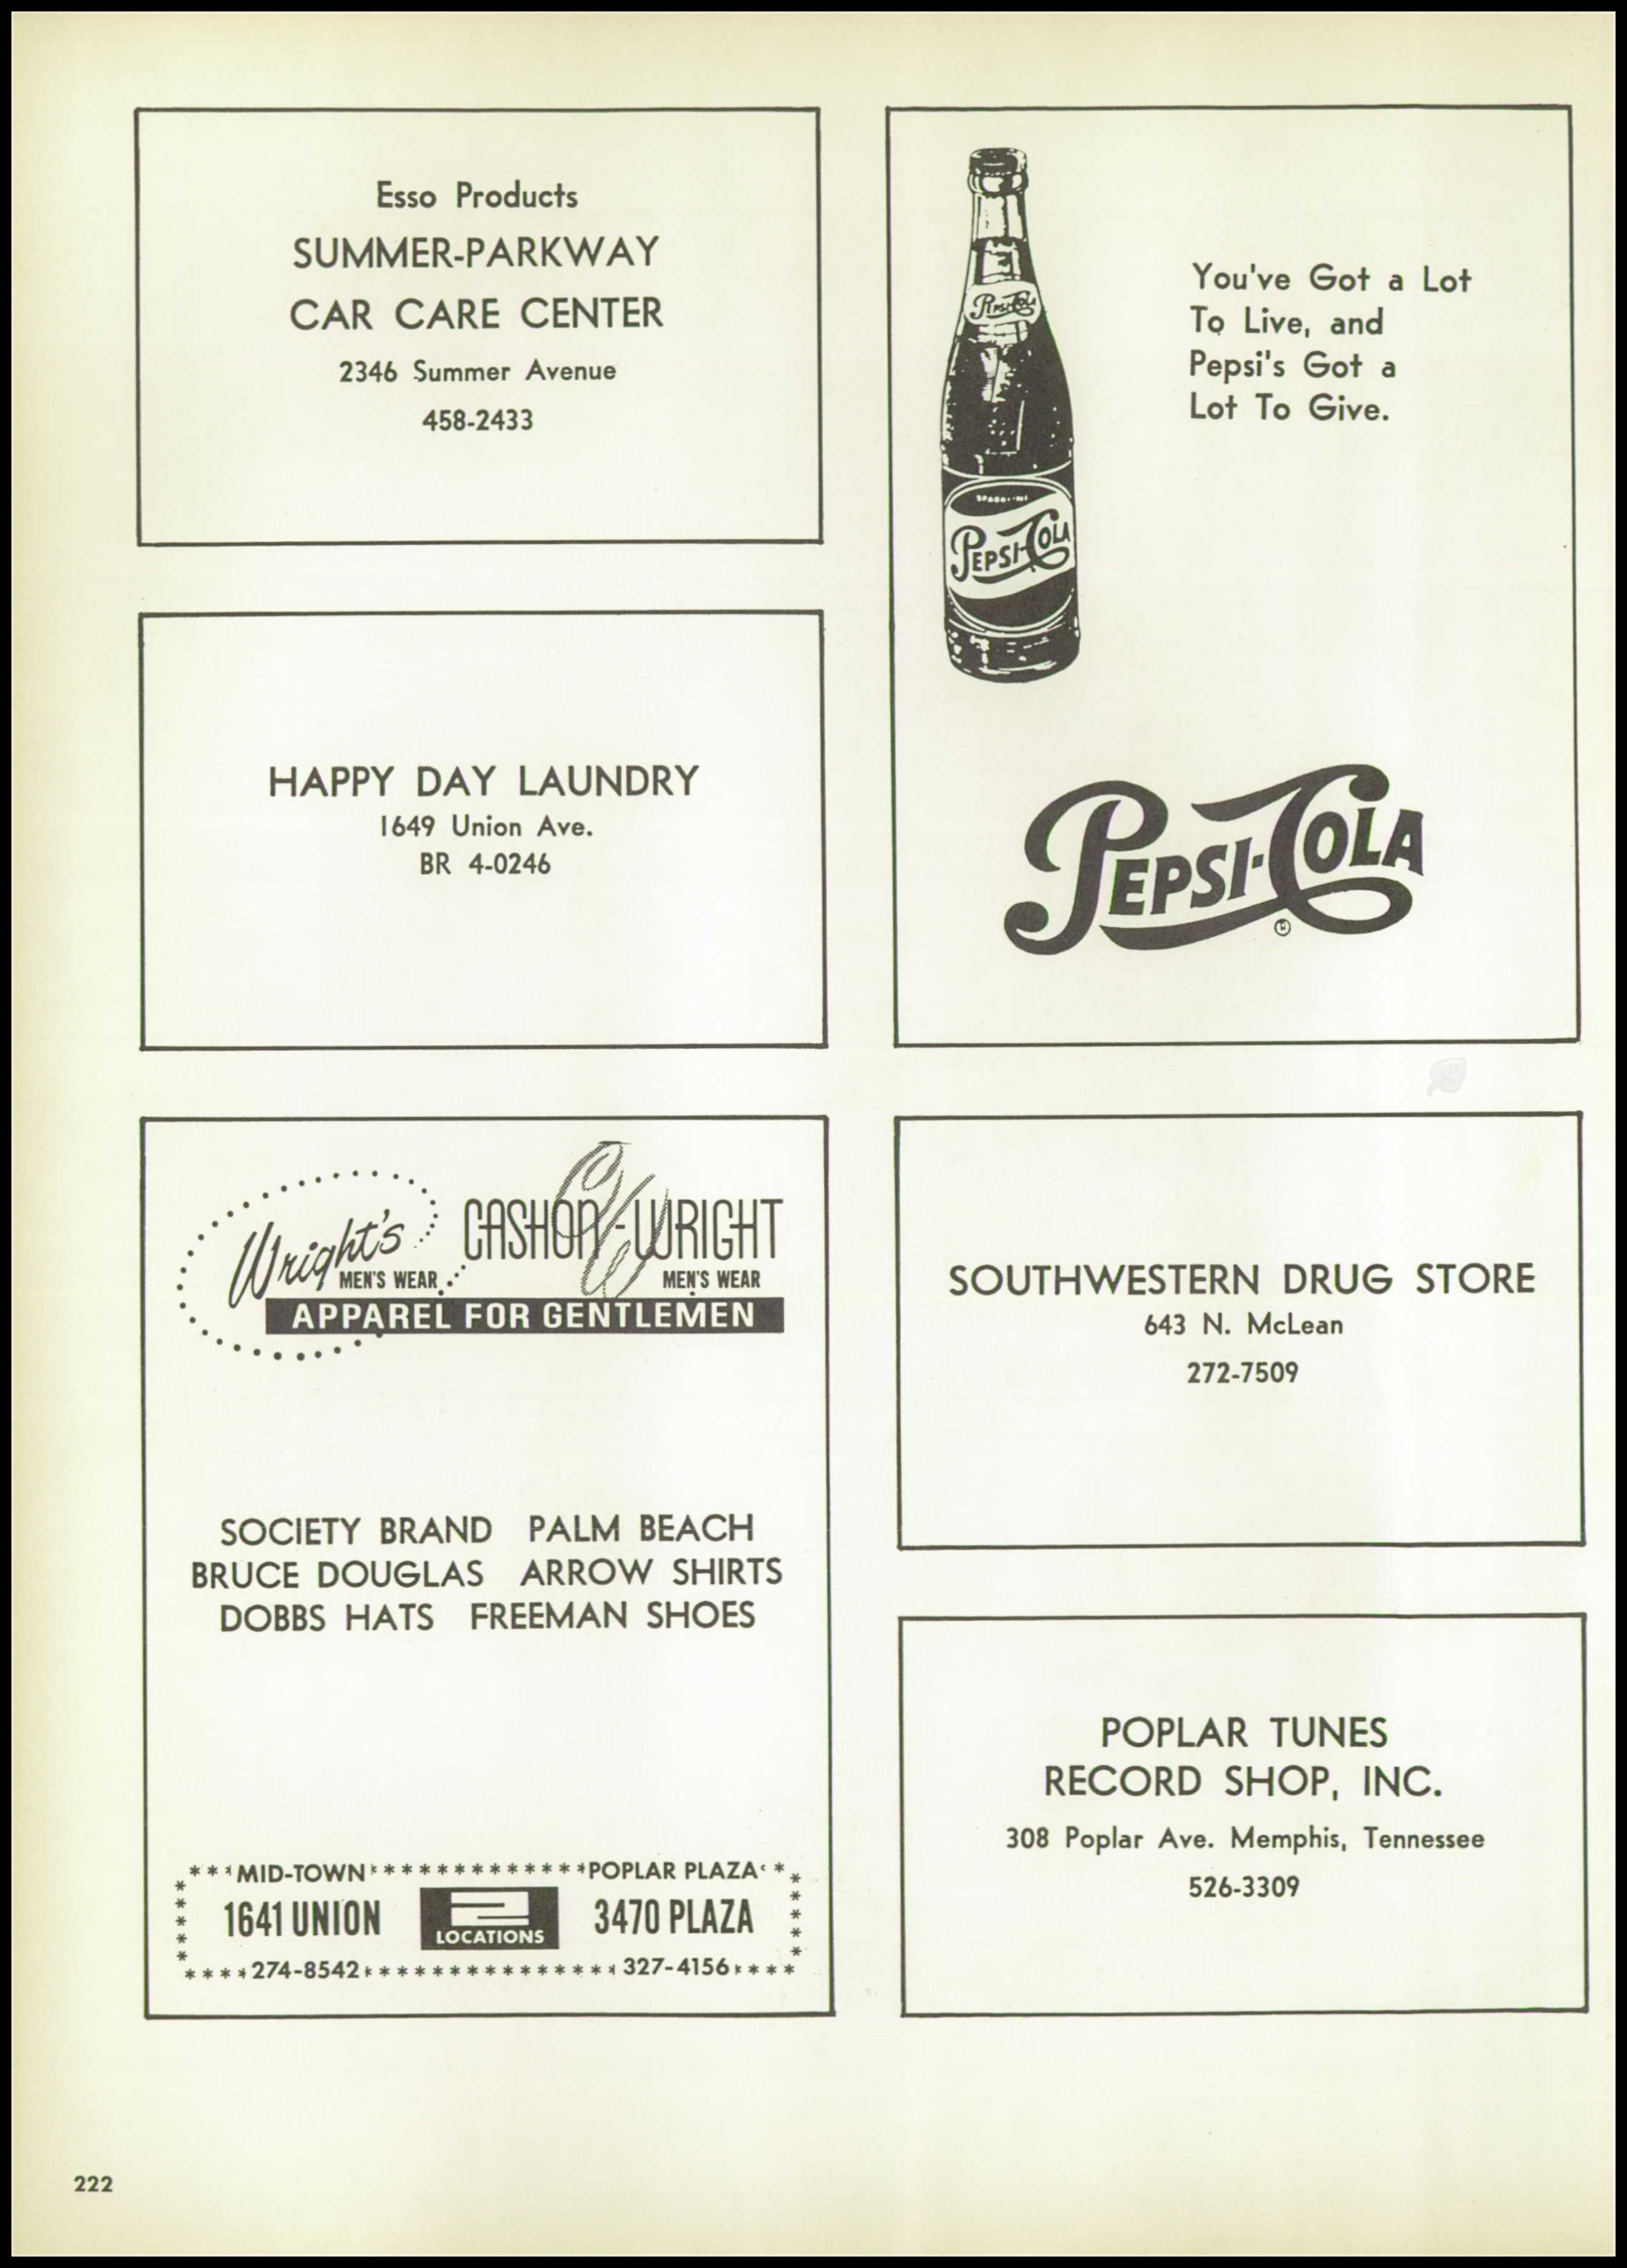 Esso Products
SUMMER-PARKWAY
CAR CARE CENTER
2346 Summer Avenue
458-2433
HAPPY DAY LAUNDRY
1649 Union Ave.
BR 4-0246
Wright's
MEN'S WEAR
CASHON-WRIGHT
MEN'S WEAR
APPAREL FOR GENTLEMEN
SOCIETY BRAND PALM BEACH
BRUCE DOUGLAS ARROW SHIRTS
DOBBS HATS FREEMAN SHOES
MID-TOWN POPLAR PLAZA
1641 UNION 2 LOCATIONS 3470 PLAZA
274-8542 327-4156
You've Got a Lot
To Live, and
Pepsi's Got a
Lot To Give.
Pepsi-Cola
SPARKLING
PEPSI-COLA
PEPSI-COLA
®
SOUTHWESTERN DRUG STORE
643 N. McLean
272-7509
POPLAR TUNES
RECORD SHOP, INC.
308 Poplar Ave. Memphis, Tennessee
526-3309
222